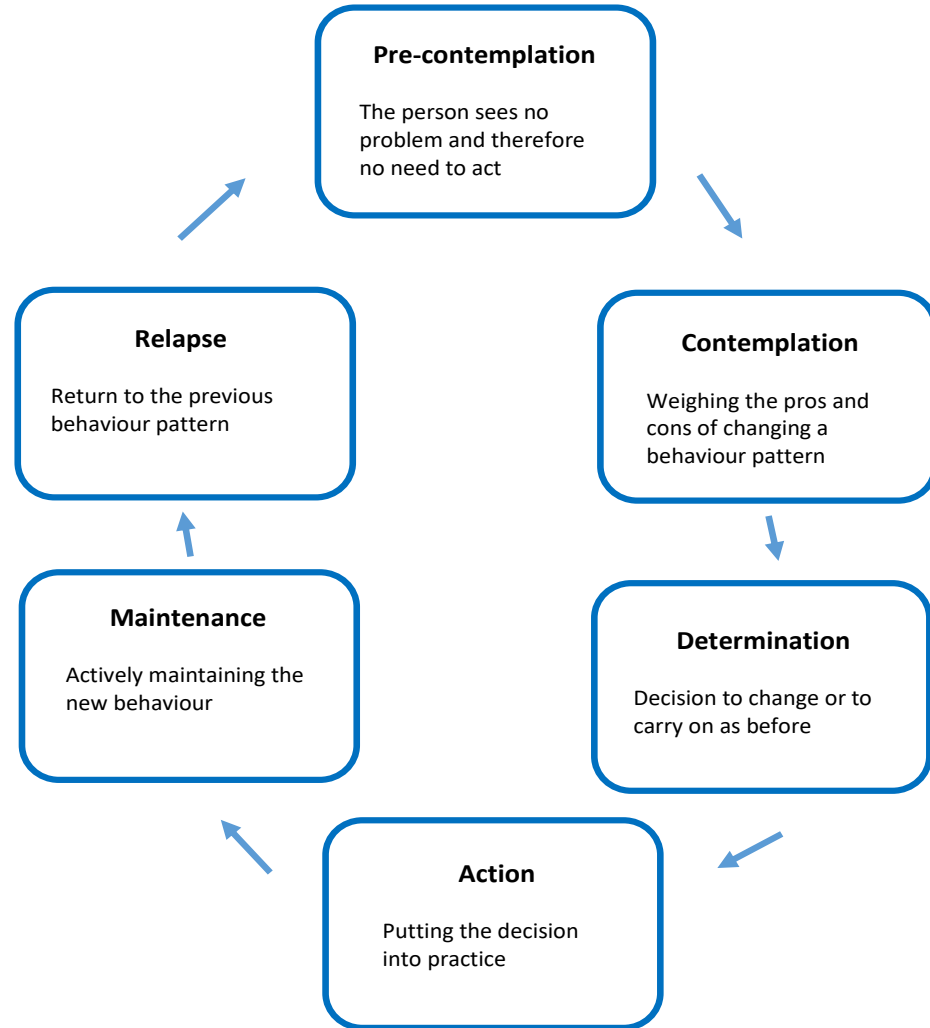 Pre-contemplation
The person sees no
problem and therefore
no need to act
Contemplation
Weighing the pros and
cons of changing a
behaviour pattern
Determination
Decision to change or to
carry on as before
Action
Putting the decision
into practice
Maintenance
Actively maintaining the
new behaviour
Relapse
Return to the previous
behaviour pattern